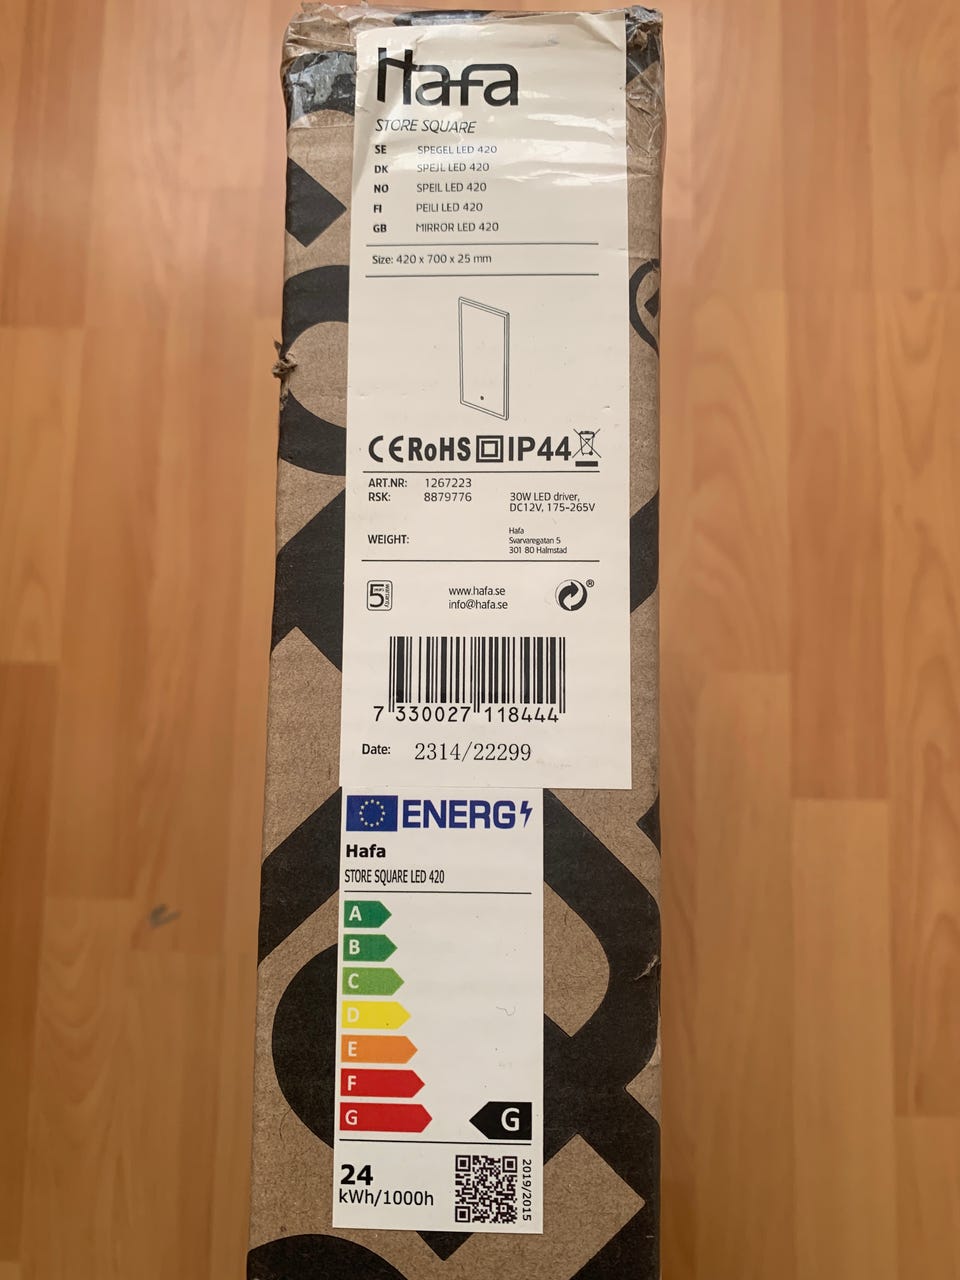 Hafa
STORE SQUARE
SE SPEGEL LED 420
DK SPEJL LED 420
NO SPEIL LED 420
FI PEILI LED 420
GB MIRROR LED 420
Size: 420 x 700 x 25 mm
CE RoHS IP44
ART.NR: 1267223
RSK: 8879776
30W LED driver,
DC12V, 175-265V
WEIGHT:
Hafa
Svarvaregatan 5
301 80 Halmstad
5 warranty
www.hafa.se
info@hafa.se
®
7 330027 118444
Date: 2314/22299
ENERG
Hafa
STORE SQUARE LED 420
A
B
C
D
E
F
G
G
24
kWh/1000h
2019/2015